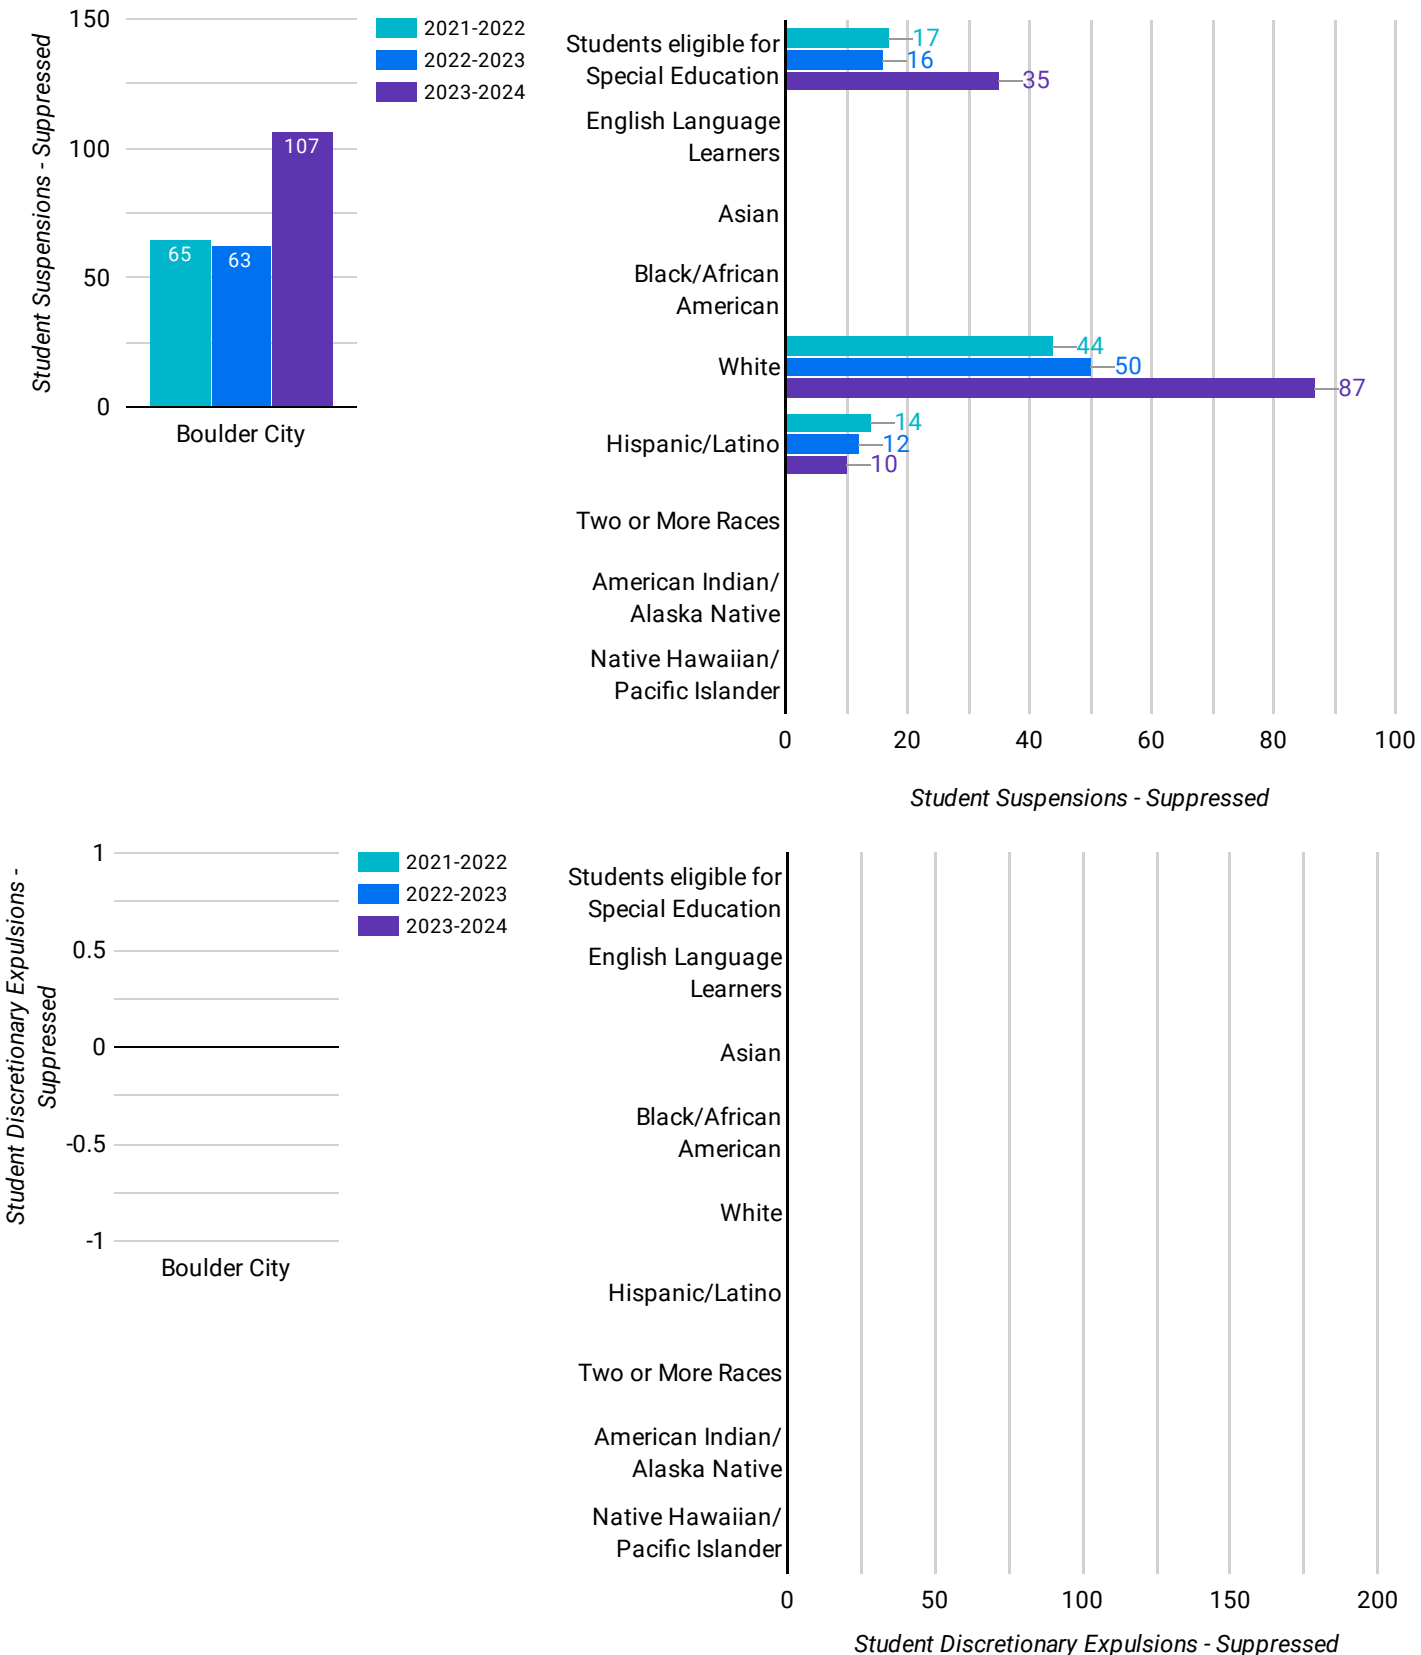 150
100
50
0
Student Suspensions - Suppressed
65
63
107
Boulder City
2021-2022
2022-2023
2023-2024
Students eligible for
Special Education
17
16
35
English Language
Learners
Asian
Black/African
American
White
44
50
87
Hispanic/Latino
14
12
10
Two or More Races
American Indian/
Alaska Native
Native Hawaiian/
Pacific Islander
0 20 40 60 80 100
Student Suspensions - Suppressed
1
0.5
0
-0.5
-1
Student Discretionary Expulsions -
Suppressed
Boulder City
2021-2022
2022-2023
2023-2024
Students eligible for
Special Education
English Language
Learners
Asian
Black/African
American
White
Hispanic/Latino
Two or More Races
American Indian/
Alaska Native
Native Hawaiian/
Pacific Islander
0 50 100 150 200
Student Discretionary Expulsions - Suppressed